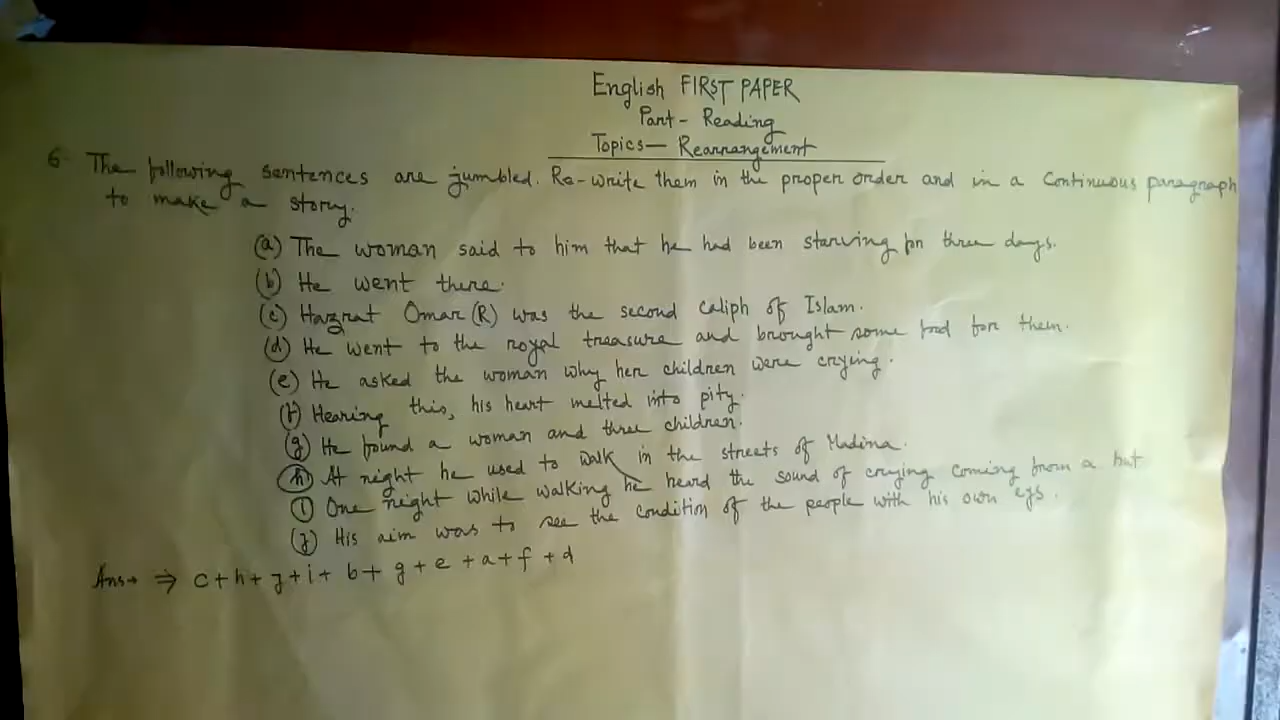 English FIRST PAPER
Part - Reading
Topics— Rearrangement
6. The following sentences are jumbled. Re-write them in the proper order and in a continuous paragraph
to make a story.
(a) The woman said to him that he had been starving for three days.
(b) He went there.
(c) Hazrat Omar (R) was the second caliph of Islam.
(d) He went to the royal treasure and brought some food for them.
(e) He asked the woman why her children were crying.
(f) Hearing this, his heart melted into pity.
(g) He found a woman and three children.
(h) At night he used to walk in the streets of Madina.
(i) One night while walking he heard the sound of crying coming from a hut
(j) His aim was to see the condition of the people with his own eys.
Ans→ ⇒ c+h+j+i+b+g+e+a+f+d